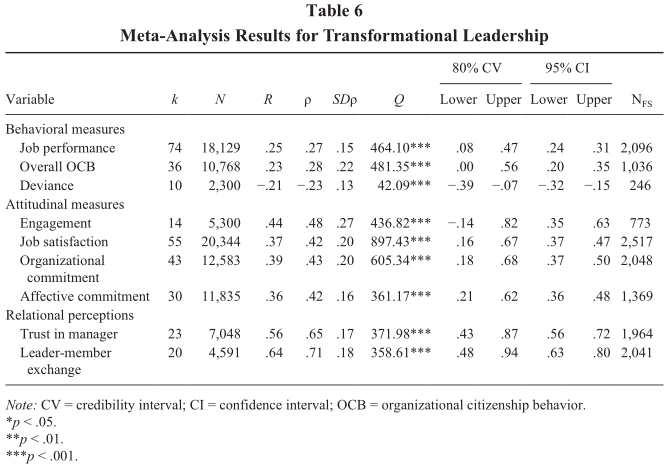 Table 6
Meta-Analysis Results for Transformational Leadership
80% CV 95% CI
Variable k N R ρ SDρ Q Lower Upper Lower Upper N_FS
Behavioral measures
Job performance 74 18,129 .25 .27 .15 464.10*** .08 .47 .24 .31 2,096
Overall OCB 36 10,768 .23 .28 .22 481.35*** .00 .56 .20 .35 1,036
Deviance 10 2,300 −.21 −.23 .13 42.09*** −.39 −.07 −.32 −.15 246
Attitudinal measures
Engagement 14 5,300 .44 .48 .27 436.82*** −.14 .82 .35 .63 773
Job satisfaction 55 20,344 .37 .42 .20 897.43*** .16 .67 .37 .47 2,517
Organizational 43 12,583 .39 .43 .20 605.34*** .18 .68 .37 .50 2,048
commitment
Affective commitment 30 11,835 .36 .42 .16 361.17*** .21 .62 .36 .48 1,369
Relational perceptions
Trust in manager 23 7,048 .56 .65 .17 371.98*** .43 .87 .56 .72 1,964
Leader-member 20 4,591 .64 .71 .18 358.61*** .48 .94 .63 .80 2,041
exchange
Note: CV = credibility interval; CI = confidence interval; OCB = organizational citizenship behavior.
*p < .05.
**p < .01.
***p < .001.